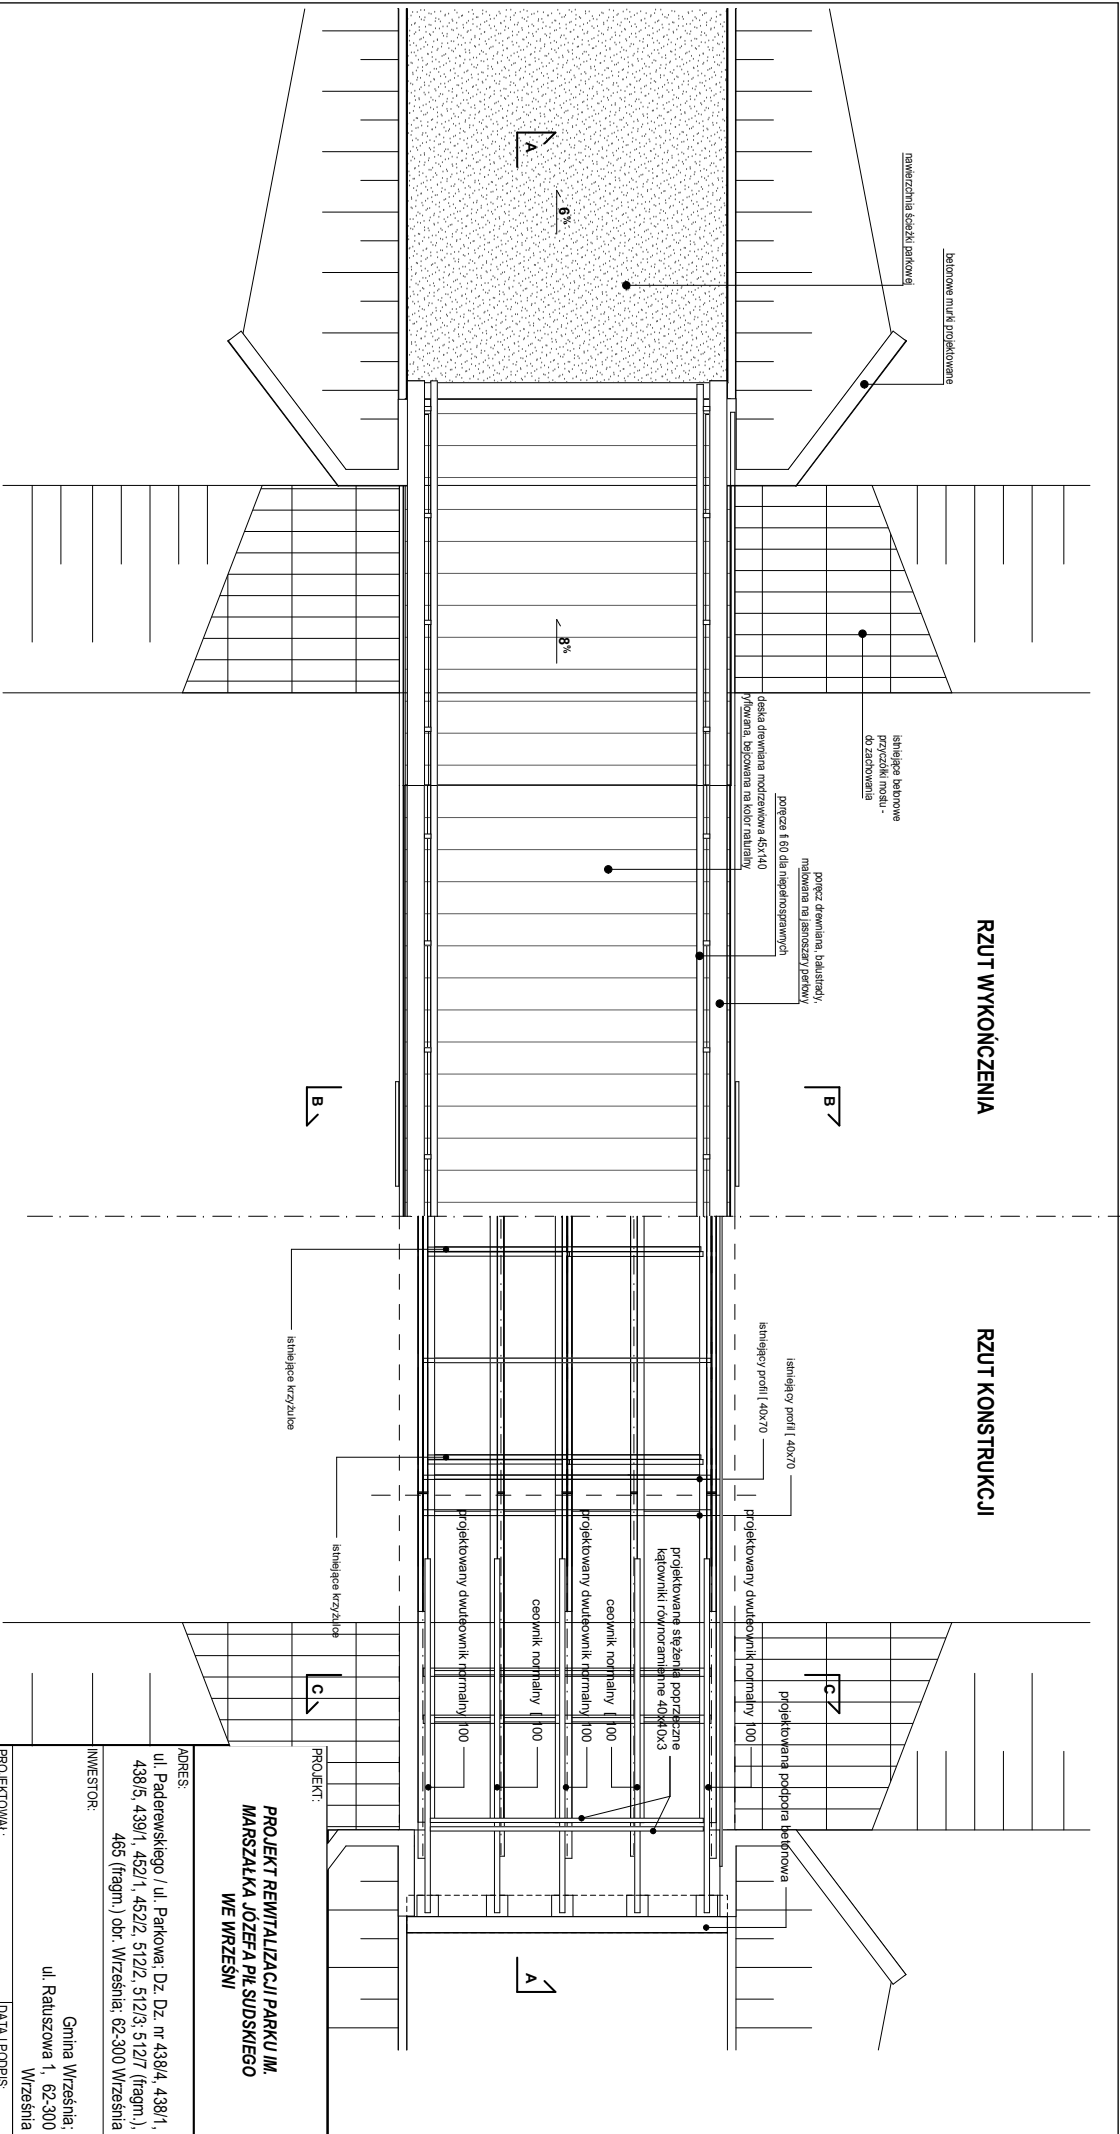 RZUT WYKOŃCZENIA
RZUT KONSTRUKCJI
betonowe murki projektowane
nawierzchnia ścieżki parkowej
A
6%
istniejące betonowe
przyczółki mostu -
do zachowania
8%
poręcz drewniana, balustrady,
malowana na jasnoszary perłowy
poręcze fi 60 dla niepełnosprawnych
deska drewniana modrzewiowa 45x140
ryflowana, bejcowana na kolor naturalny
B
B
istniejący profil [ 40x70
istniejący profil [ 40x70
istniejące krzyżulce
istniejące krzyżulce
projektowany dwuteownik normalny 100
projektowane stężenia poprzeczne
kątowniki równoramienne 40x40x3
ceownik normalny [ 100
projektowany dwuteownik normalny 100
ceownik normalny [ 100
projektowany dwuteownik normalny 100
C
C
projektowana podpora betonowa
A
PROJEKT:
PROJEKT REWITALIZACJI PARKU IM.
MARSZAŁKA JÓZEFA PIŁSUDSKIEGO
WE WRZEŚNI
ADRES:
ul. Paderewskiego / ul. Parkowa; Dz. Dz. nr 438/4, 438/1,
438/5, 439/1, 452/1, 452/2, 512/2, 512/3; 512/7 (fragm.),
465 (fragm.) obr. Września; 62-300 Września
INWESTOR:
Gmina Września;
ul. Ratuszowa 1, 62-300
Września
PROJEKTOWAŁ:
DATA I PODPIS: